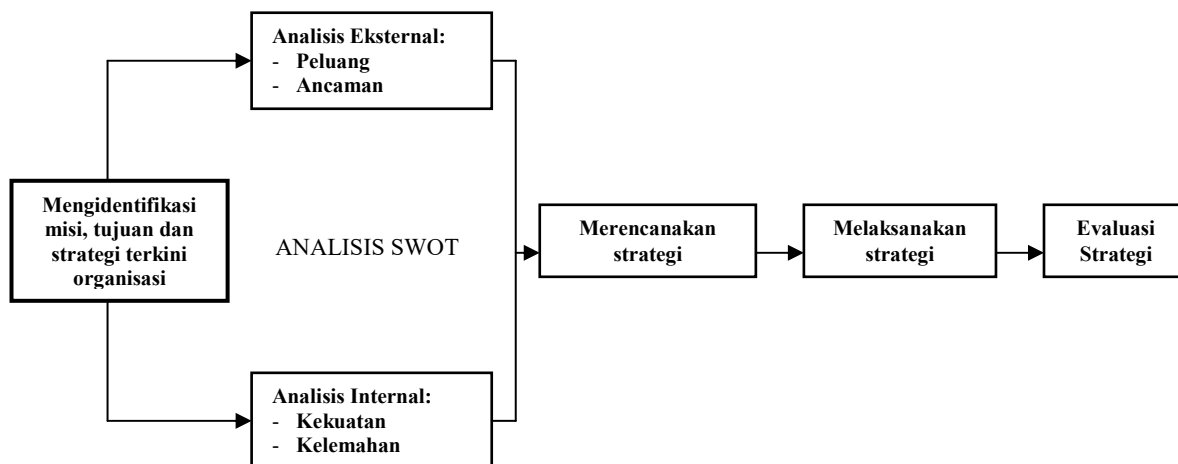 Analisis Eksternal:
- Peluang
- Ancaman
Mengidentifikasi
misi, tujuan dan
strategi terkini
organisasi
ANALISIS SWOT
Merencanakan
strategi
Melaksanakan
strategi
Evaluasi
Strategi
Analisis Internal:
- Kekuatan
- Kelemahan